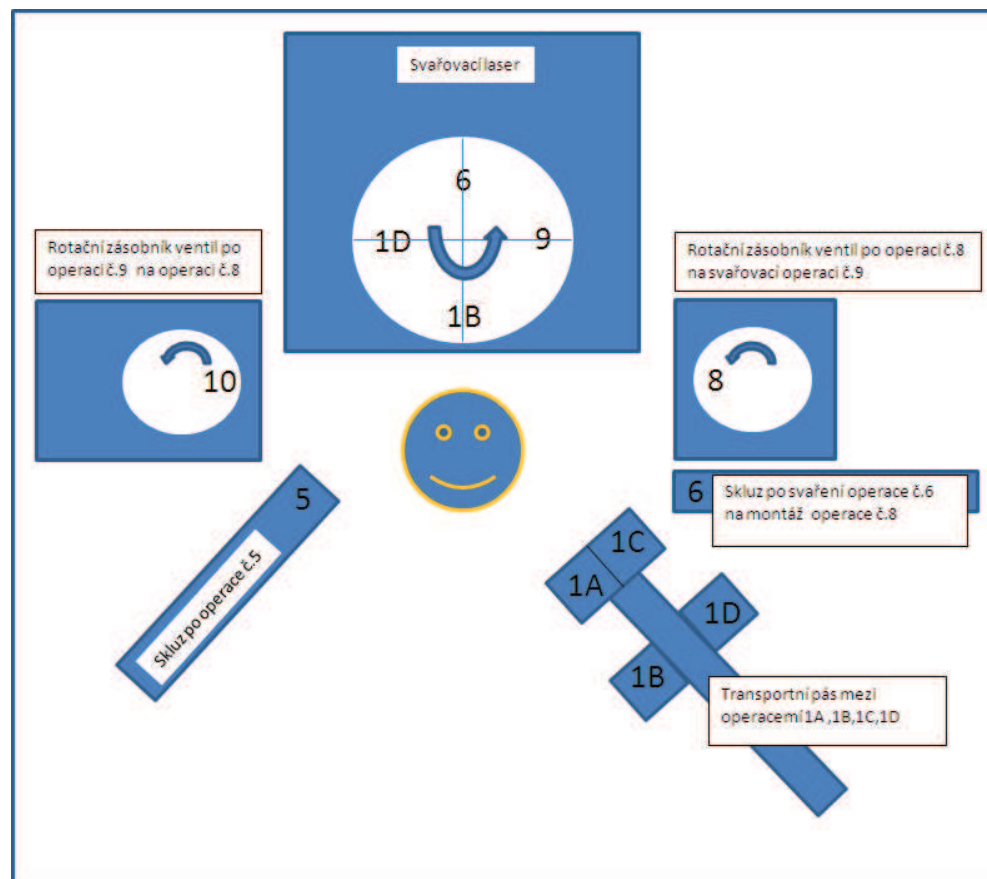 Svařovací laser
6
1D
9
1B
Rotační zásobník ventil po
operaci č.9 na operaci č.8
10
Rotační zásobník ventil po operaci č.8
na svařovací operaci č.9
8
5
Skluz po operace č.5
6
Skluz po svaření operace č.6
na montáž operace č.8
1C
1A
1D
1B
Transportní pás mezi
operacemi 1A ,1B,1C,1D